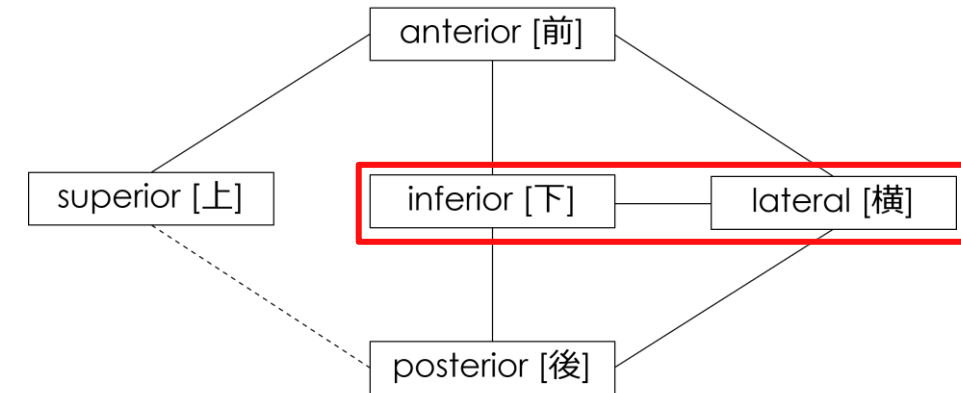 anterior [前]
superior [上]
inferior [下]
lateral [横]
posterior [後]